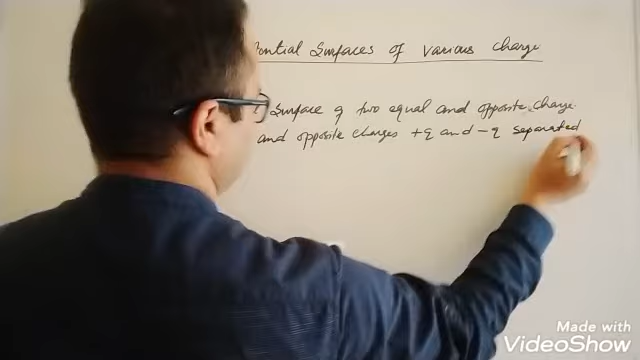 ential Surfaces of various charge
Surface of two equal and opposite charge
and opposite charges +q and -q separated
Made with
VideoShow